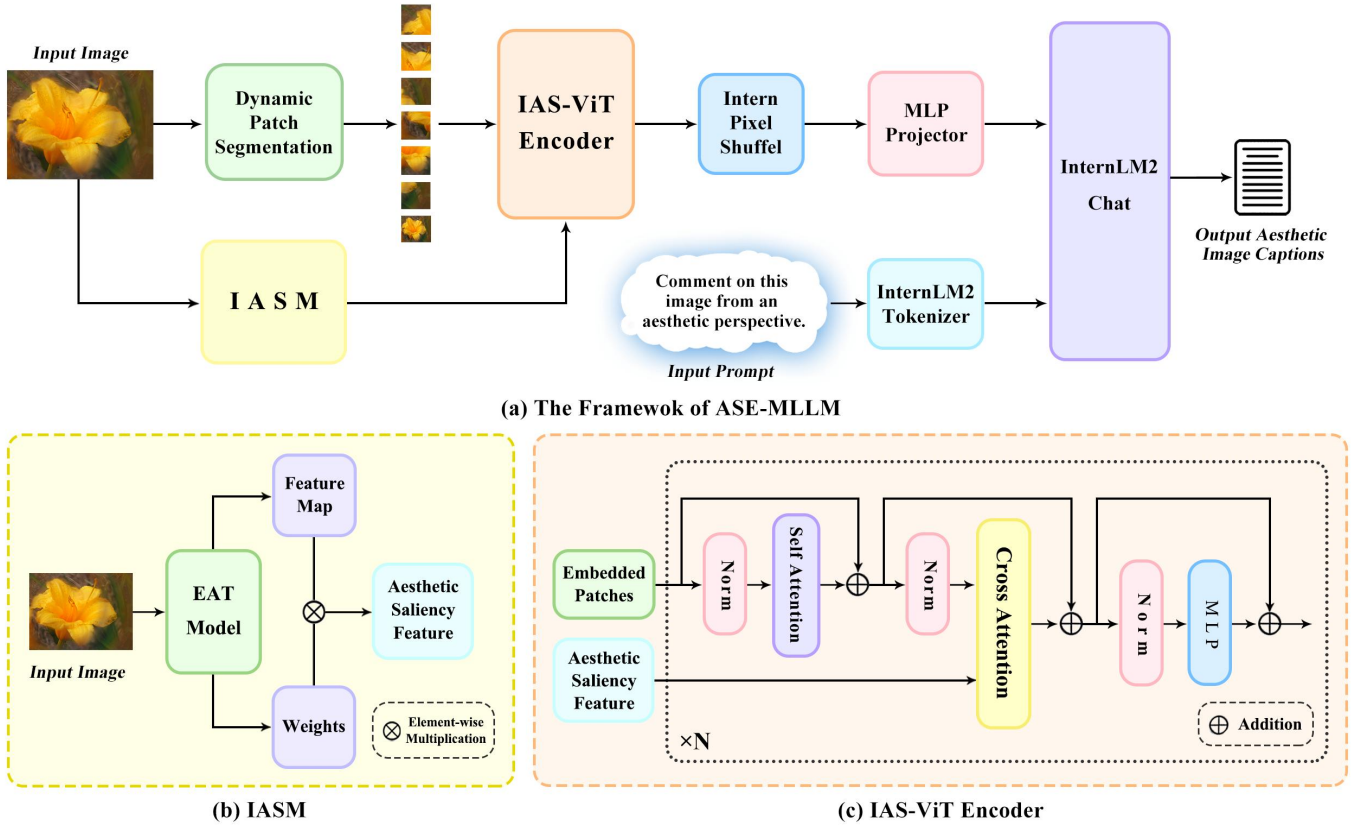 Input Image
Dynamic
Patch
Segmentation
IAS-ViT
Encoder
Intern
Pixel
Shuffel
MLP
Projector
InternLM2
Chat
Output Aesthetic
Image Captions
I A S M
Comment on this
image from an
aesthetic perspective.
Input Prompt
InternLM2
Tokenizer
(a) The Framewok of ASE-MLLM
Input Image
EAT
Model
Feature
Map
Weights
Aesthetic
Saliency
Feature
Element-wise
Multiplication
(b) IASM
Embedded
Patches
Aesthetic
Saliency
Feature
Norm
Self Attention
Norm
Cross Attention
Norm
MLP
×N
Addition
(c) IAS-ViT Encoder